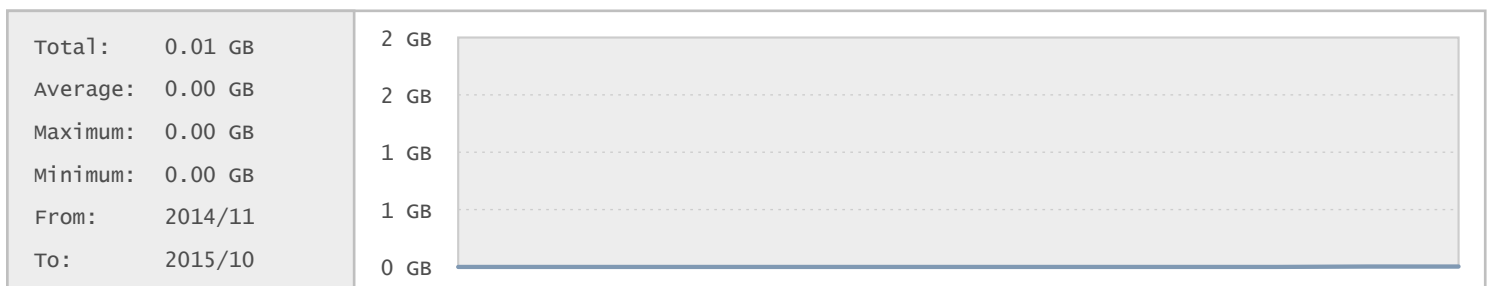 Total: 0.01 GB
Average: 0.00 GB
Maximum: 0.00 GB
Minimum: 0.00 GB
From: 2014/11
To: 2015/10
2 GB
2 GB
1 GB
1 GB
0 GB